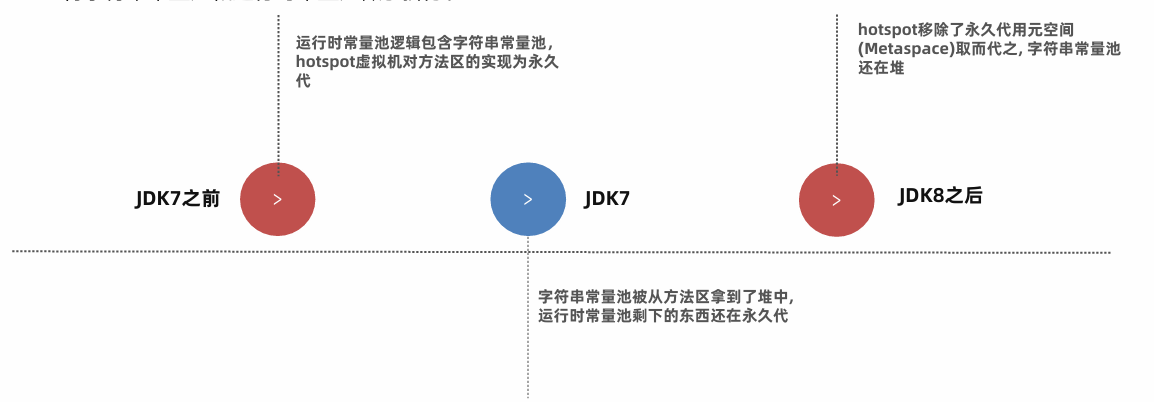 运行时常量池逻辑包含字符串常量池，
hotspot虚拟机对方法区的实现为永久
代
hotspot移除了永久代用元空间
(Metaspace)取而代之, 字符串常量池
还在堆
JDK7之前
>
>
JDK7
>
JDK8之后
字符串常量池被从方法区拿到了堆中，
运行时常量池剩下的东西还在永久代